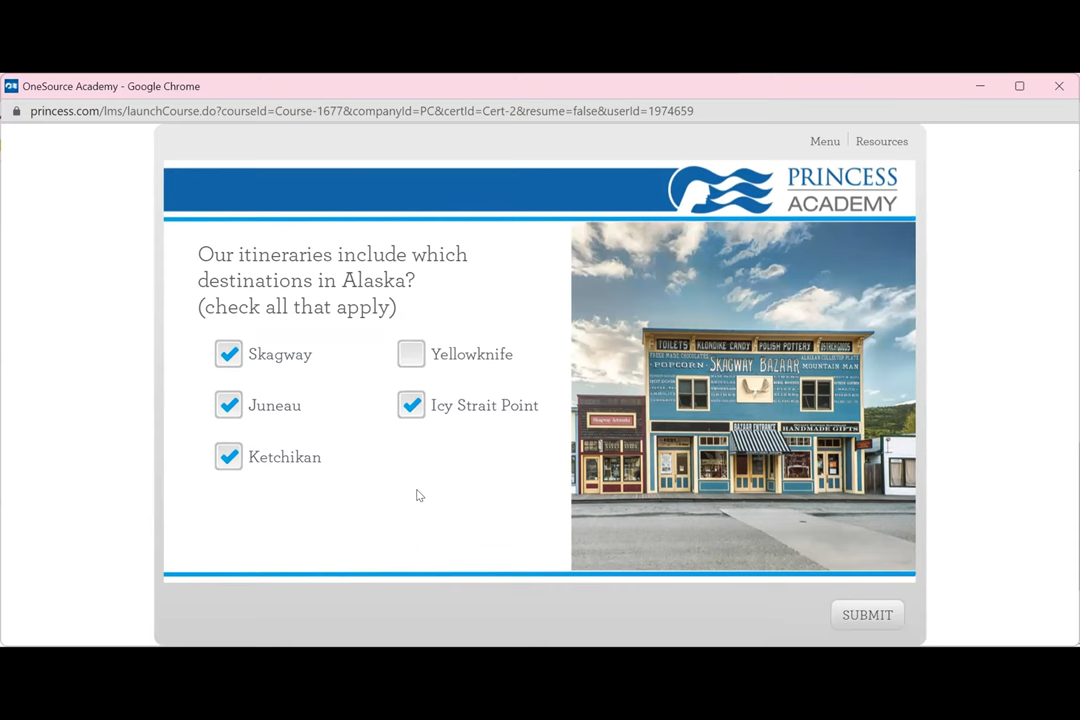 OneSource Academy - Google Chrome
princess.com/lms/launchCourse.do?courseId=Course-1677&companyId=PC&certId=Cert-2&resume=false&userId=1974659
Menu Resources
PRINCESS
ACADEMY
Our itineraries include which
destinations in Alaska?
(check all that apply)
Skagway
Yellowknife
Juneau
Icy Strait Point
Ketchikan
TOILETS KLONDIKE CANDY POLISH POTTERY
POPCORN SKAGWAY BAZAAR MOUNTAIN MAN
BAZAAR ENTRANCE HANDMADE GIFTS
SUBMIT